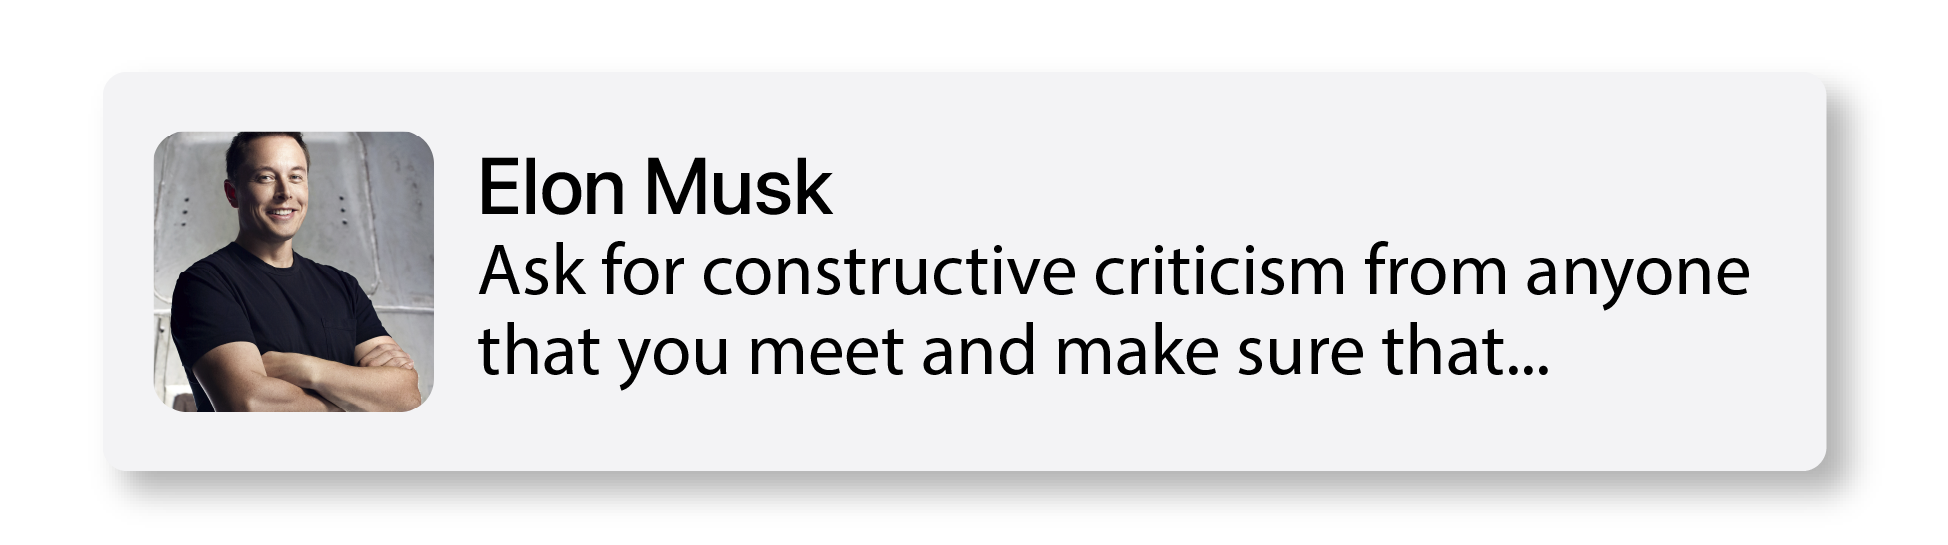 Elon Musk
Ask for constructive criticism from anyone
that you meet and make sure that...